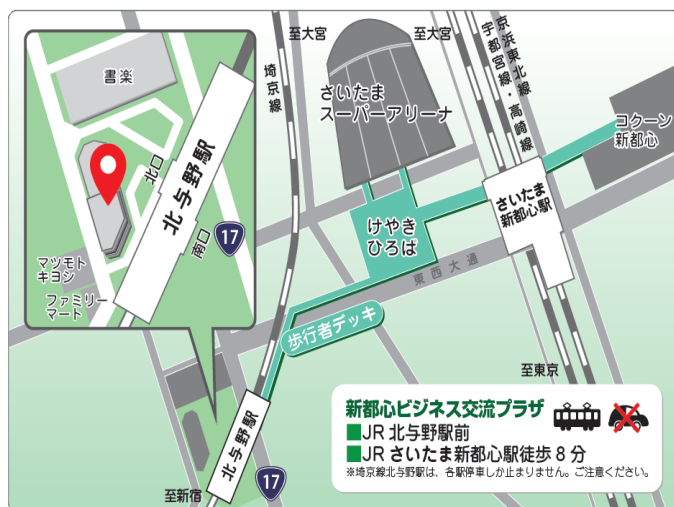 書楽
北口
北与野駅
南口
17
マツモト
キヨシ
ファミリー
マート
至大宮
至大宮
埼京線
さいたま
スーパーアリーナ
京浜東北線
宇都宮線・高崎線
コクーン
新都心
さいたま
新都心駅
けやき
ひろば
東西大通
歩行者デッキ
至東京
北与野駅
至新宿
17
新都心ビジネス交流プラザ
■JR 北与野駅前
■JR さいたま新都心駅徒歩 8 分
※埼京線北与野駅は、各駅停車しか止まりません。ご注意ください。